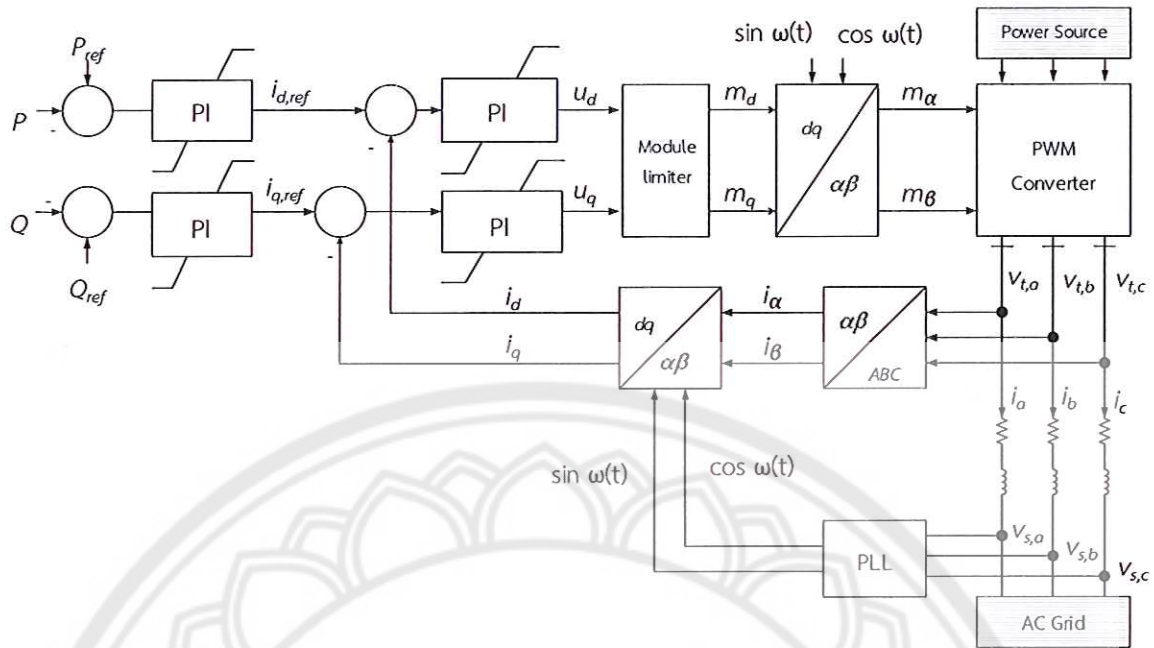 sin ω(t) cos ω(t) Power Source
P_ref
PI i_d,ref PI u_d m_d m_α
P - - dq PWM
Module Converter
limiter
i_q,ref u_q αβ
Q - PI PI m_q m_β
-
Q_ref v_t,a v_t,b v_t,c
i_d dq i_α αβ
i_q αβ i_β ABC
i_a i_b i_c
sin ω(t) cos ω(t)
v_s,a
PLL v_s,b
v_s,c
AC Grid